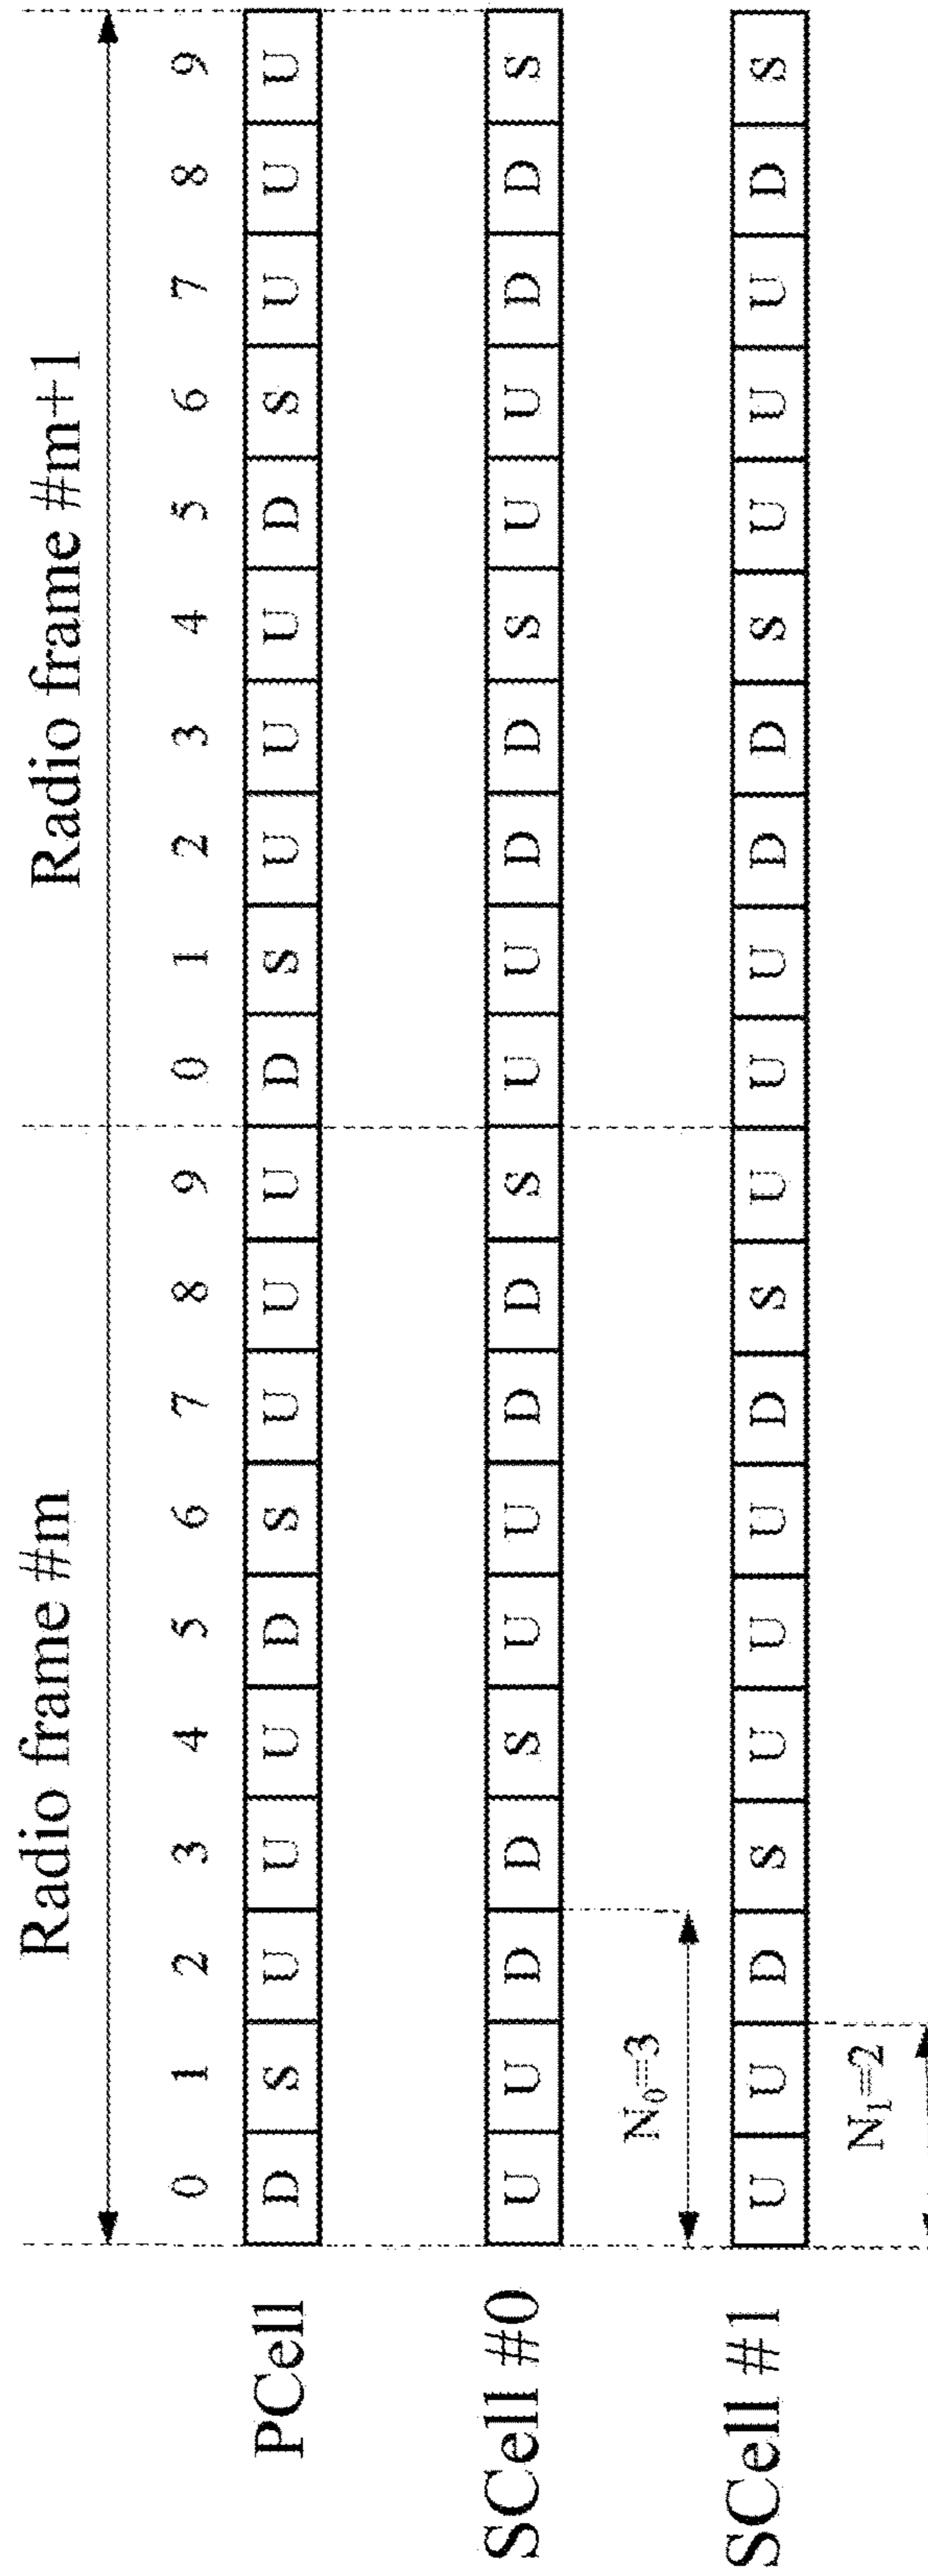 Radio frame #m Radio frame #m+1
0 1 2 3 4 5 6 7 8 9 0 1 2 3 4 5 6 7 8 9
PCell D S U U U D S U U U D S U U U D S U U U
SCell #0 U U D D S U U D D S U U D D S U U D D S
N₀=3
SCell #1 U U D S U U U D S U U U D D S U U U D S
N₁=2